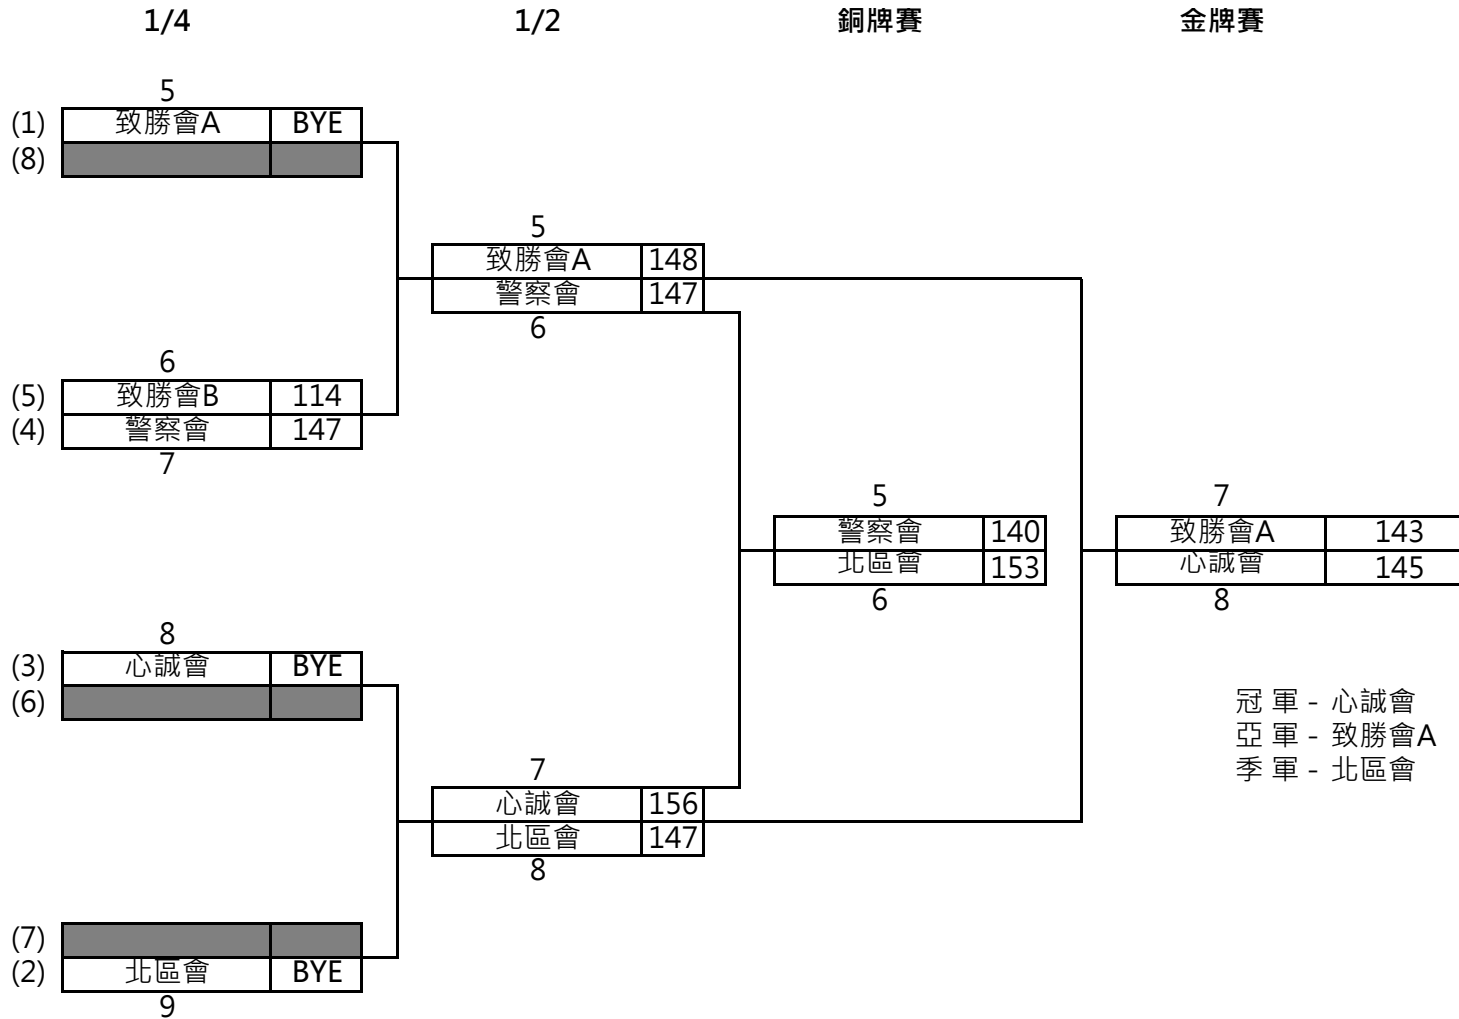 1/4 1/2 銅牌賽 金牌賽
5
(1) 致勝會A BYE
(8)
5
致勝會A 148
警察會 147
6
6
(5) 致勝會B 114
(4) 警察會 147
7
5
警察會 140
北區會 153
6
7
致勝會A 143
心誠會 145
8
8
(3) 心誠會 BYE
(6)
冠 軍 - 心誠會
亞 軍 - 致勝會A
季 軍 - 北區會
7
心誠會 156
北區會 147
8
(7)
(2) 北區會 BYE
9